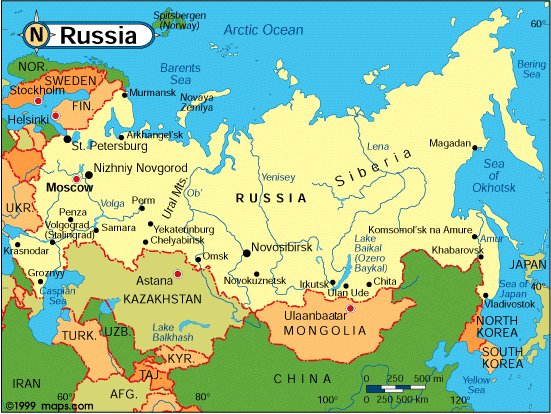 N Russia
Spitsbergen
(Norway)
Arctic Ocean
60°
Barents
Sea
Bering
Sea
NOR.
SWEDEN
Stockholm
FIN.
Helsinki
Murmansk
Novaya
Zemlya
Arkhangel'sk
St. Petersburg
Lena
Magadan
Siberia
Sea
of
Okhotsk
Nizhniy Novgorod
Moscow
Yenisey
Ob'
Ural Mts.
RUSSIA
UKR.
Volga
Perm
Penza
Volgograd
(Stalingrad)
Samara
Yekaterinburg
Chelyabinsk
Krasnodar
Omsk
Novosibirsk
Lake
Baikal
(Ozero
Baykal)
Komsomol'sk na Amure
Amur
Khabarovsk
JAPAN
Groznyy
Caspian
Sea
Astana
KAZAKHSTAN
Novokuznetsk
Irkutsk
Ulan Ude
Chita
Sea of
Japan
40°
Vladivostok
Ulaanbaatar
MONGOLIA
NORTH
KOREA
SOUTH
KOREA
TURK.
UZB.
Lake
Balkhash
KYR.
TAJ.
IRAN
AFG.
CHINA
Yellow
Sea
0 250 500 mi
0 250 500 km
60°
80°
100°
120°
©1999 maps.com